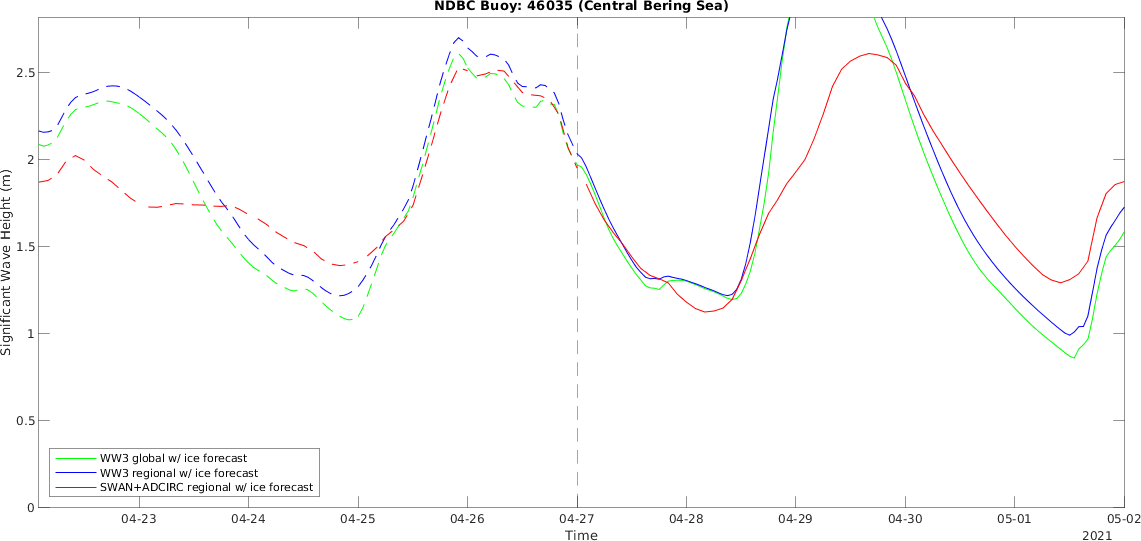 NDBC Buoy: 46035 (Central Bering Sea)
Significant Wave Height (m)
2.5
2
1.5
1
0.5
0
WW3 global w/ ice forecast
WW3 regional w/ ice forecast
SWAN+ADCIRC regional w/ ice forecast
04-23 04-24 04-25 04-26 04-27 04-28 04-29 04-30 05-01 05-02
Time
2021